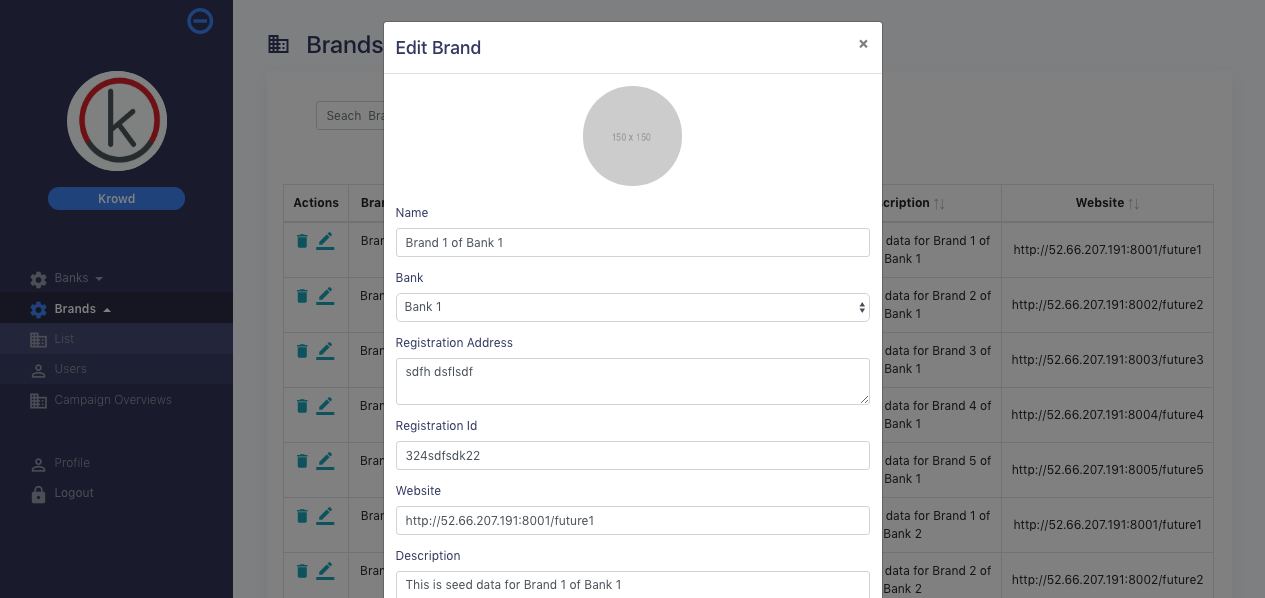 Brands
Seach Bra
k
Krowd
Banks
Brands
List
Users
Campaign Overviews
Profile
Logout
Edit Brand
×
150 x 150
Name
Brand 1 of Bank 1
Bank
Bank 1
Registration Address
sdfh dsflsdf
Registration Id
324sdfsdk22
Website
http://52.66.207.191:8001/future1
Description
This is seed data for Brand 1 of Bank 1
Actions Bra cription Website
Bran data for Brand 1 of http://52.66.207.191:8001/future1
Bank 1
Bran data for Brand 2 of http://52.66.207.191:8002/future2
Bank 1
Bran data for Brand 3 of http://52.66.207.191:8003/future3
Bank 1
Bran data for Brand 4 of http://52.66.207.191:8004/future4
Bank 1
Bran data for Brand 5 of http://52.66.207.191:8005/future5
Bank 1
Bran data for Brand 1 of http://52.66.207.191:8001/future1
Bank 2
Bran data for Brand 2 of http://52.66.207.191:8002/future2
Bank 2